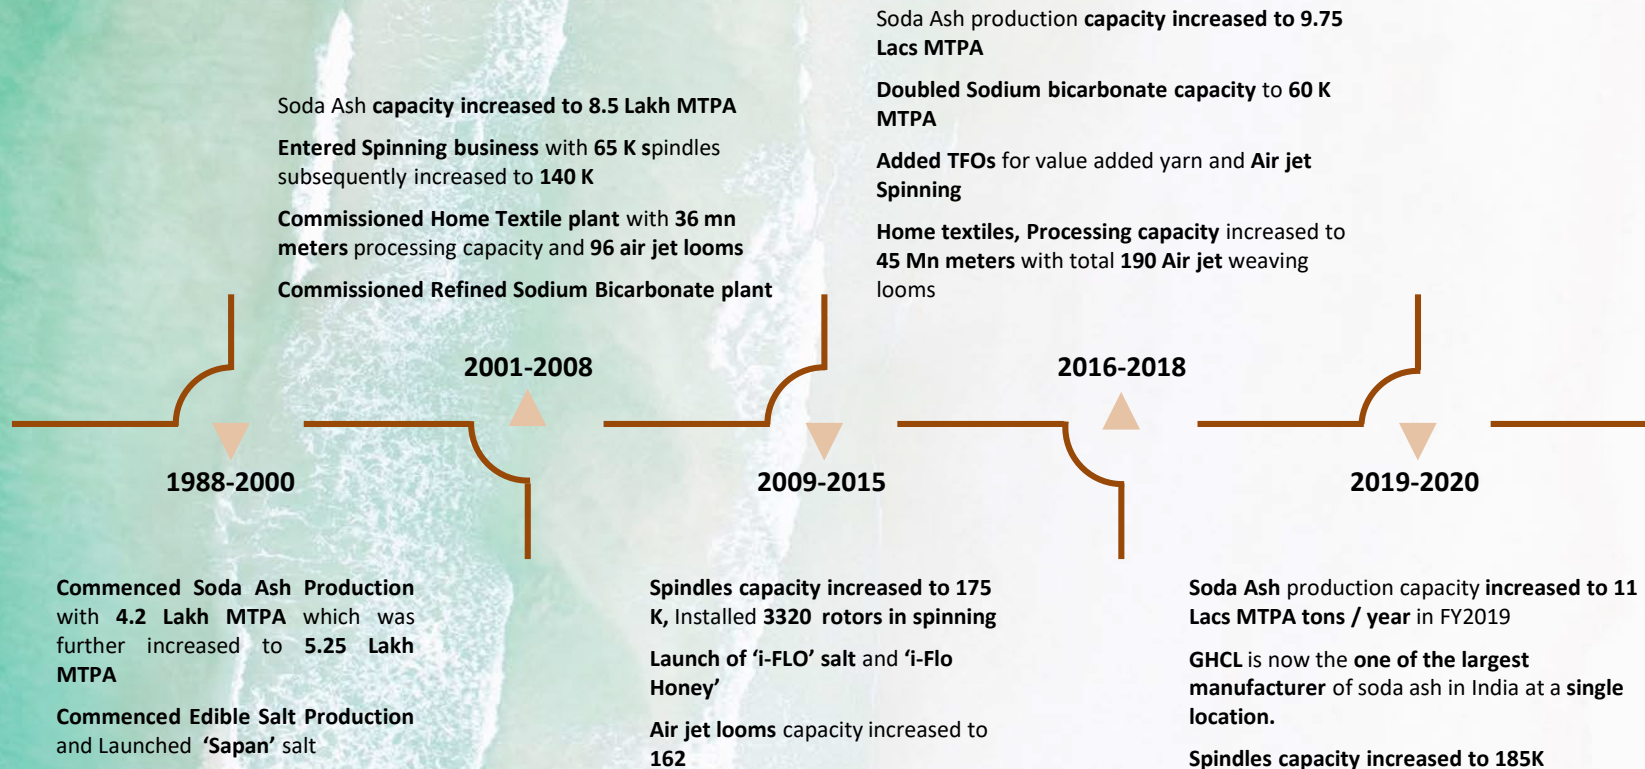 Soda Ash capacity increased to 8.5 Lakh MTPA
Entered Spinning business with 65 K spindles
subsequently increased to 140 K
Commissioned Home Textile plant with 36 mn
meters processing capacity and 96 air jet looms
Commissioned Refined Sodium Bicarbonate plant
Soda Ash production capacity increased to 9.75
Lacs MTPA
Doubled Sodium bicarbonate capacity to 60 K
MTPA
Added TFOs for value added yarn and Air jet
Spinning
Home textiles, Processing capacity increased to
45 Mn meters with total 190 Air jet weaving
looms
2001-2008
2016-2018
1988-2000
2009-2015
2019-2020
Commenced Soda Ash Production
with 4.2 Lakh MTPA which was
further increased to 5.25 Lakh
MTPA
Commenced Edible Salt Production
and Launched ‘Sapan’ salt
Spindles capacity increased to 175
K, Installed 3320 rotors in spinning
Launch of ‘i-FLO’ salt and ‘i-Flo
Honey’
Air jet looms capacity increased to
162
Soda Ash production capacity increased to 11
Lacs MTPA tons / year in FY2019
GHCL is now the one of the largest
manufacturer of soda ash in India at a single
location.
Spindles capacity increased to 185K